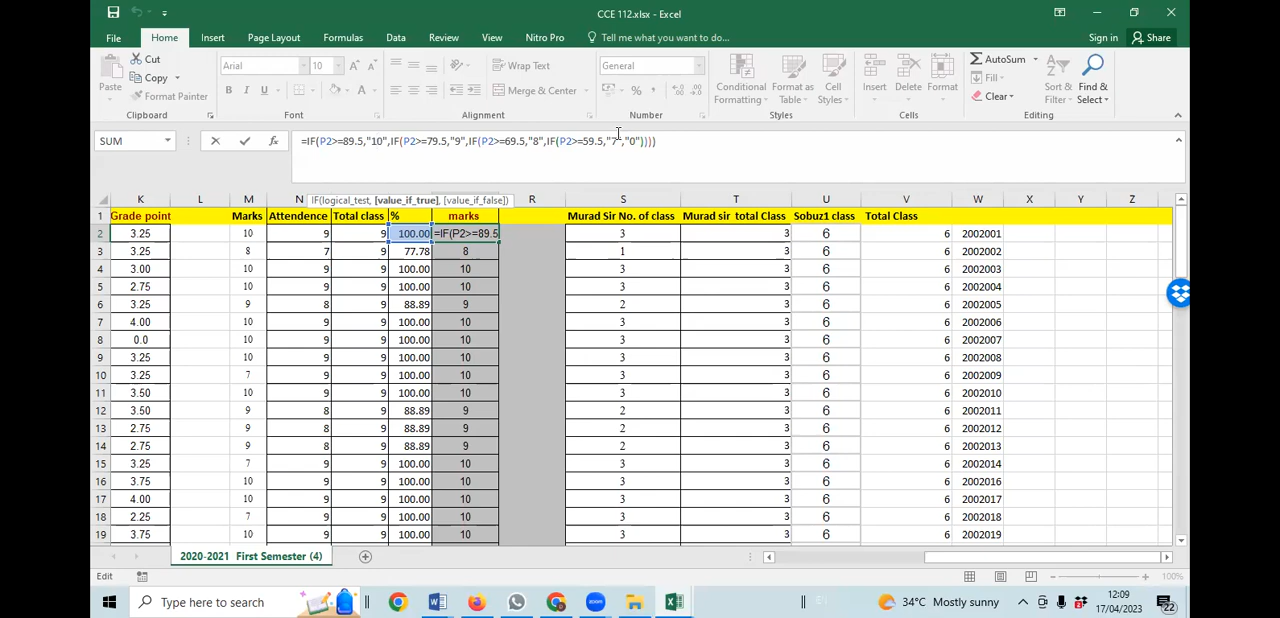 CCE 112.xlsx - Excel
File Home Insert Page Layout Formulas Data Review View Nitro Pro Tell me what you want to do... Sign in Share
Paste Cut Copy Format Painter Arial 10 Wrap Text Merge & Center General Conditional Formatting Format as Table Cell Styles Insert Delete Format AutoSum Fill Clear Sort & Filter Find & Select
Clipboard Font Alignment Number Styles Cells Editing
SUM =IF(P2>=89.5,"10",IF(P2>=79.5,"9",IF(P2>=69.5,"8",IF(P2>=59.5,"7","0"))))
K L M N IF(logical_test, [value_if_true], [value_if_false]) R S T U V W X Y Z
1 Grade point Marks Attendence Total class % marks Murad Sir No. of class Murad sir total Class Sobuz1 class Total Class
2 3.25 10 9 9 100.00 =IF(P2>=89.5 3 3 6 6 2002001
3 3.25 8 7 9 77.78 8 1 3 6 6 2002002
4 3.00 10 9 9 100.00 10 3 3 6 6 2002003
5 2.75 10 9 9 100.00 10 3 3 6 6 2002004
6 3.25 9 8 9 88.89 9 2 3 6 6 2002005
7 4.00 10 9 9 100.00 10 3 3 6 6 2002006
8 0.0 10 9 9 100.00 10 3 3 6 6 2002007
9 3.25 10 9 9 100.00 10 3 3 6 6 2002008
10 3.25 7 9 9 100.00 10 3 3 6 6 2002009
11 3.50 10 9 9 100.00 10 3 3 6 6 2002010
12 3.50 9 8 9 88.89 9 2 3 6 6 2002011
13 2.75 9 8 9 88.89 9 2 3 6 6 2002012
14 2.75 9 8 9 88.89 9 2 3 6 6 2002013
15 3.25 7 9 9 100.00 10 3 3 6 6 2002014
16 3.75 10 9 9 100.00 10 3 3 6 6 2002016
17 4.00 10 9 9 100.00 10 3 3 6 6 2002017
18 2.25 7 9 9 100.00 10 3 3 6 6 2002018
19 3.75 10 9 9 100.00 10 3 3 6 6 2002019
2020-2021 First Semester (4)
Edit 100%
Type here to search 34°C Mostly sunny 12:09
17/04/2023 22